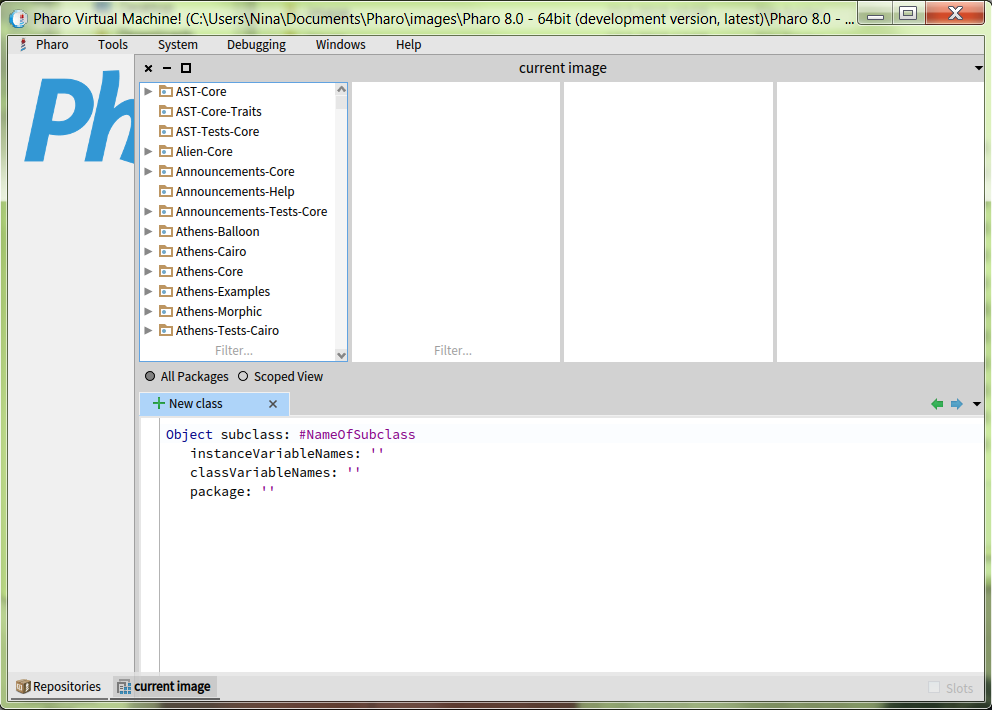 Pharo Virtual Machine! (C:\Users\Nina\Documents\Pharo\images\Pharo 8.0 - 64bit (development version, latest)\Pharo 8.0 - ...
Pharo Tools System Debugging Windows Help
current image
Ph
AST-Core
AST-Core-Traits
AST-Tests-Core
Alien-Core
Announcements-Core
Announcements-Help
Announcements-Tests-Core
Athens-Balloon
Athens-Cairo
Athens-Core
Athens-Examples
Athens-Morphic
Athens-Tests-Cairo
Filter... Filter...
All Packages Scoped View
New class
Object subclass: #NameOfSubclass
instanceVariableNames: ''
classVariableNames: ''
package: ''
Repositories current image Slots